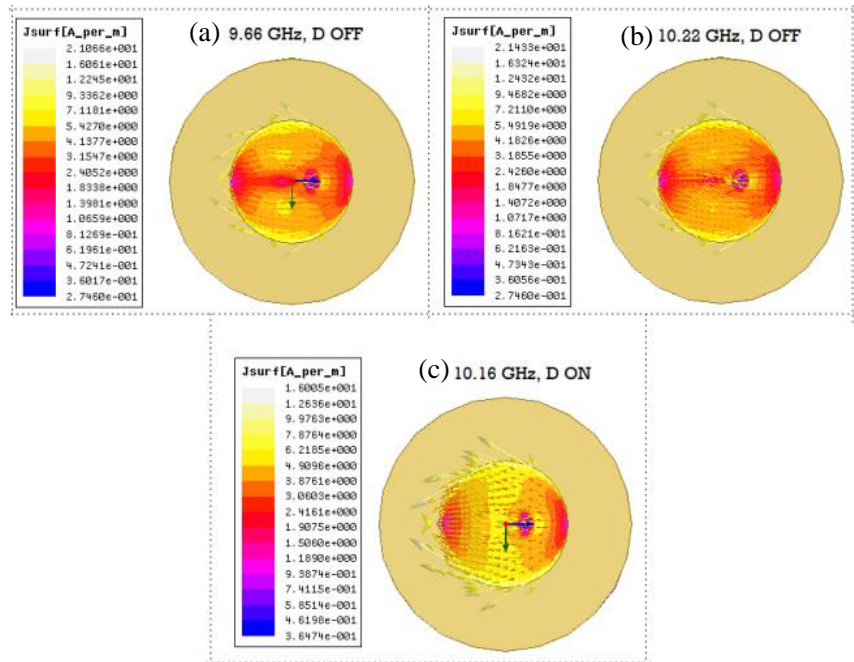 (a) 9.66 GHz, D OFF
Jsurf[A_per_m]
2.1066e+001
1.6061e+001
1.2245e+001
9.3362e+000
7.1181e+000
5.4270e+000
4.1377e+000
3.1547e+000
2.4052e+000
1.8338e+000
1.3981e+000
1.0659e+000
8.1269e-001
6.1961e-001
4.7241e-001
3.6017e-001
2.7460e-001
(b) 10.22 GHz, D OFF
Jsurf[A_per_m]
2.1433e+001
1.6324e+001
1.2432e+001
9.4682e+000
7.2110e+000
5.4919e+000
4.1826e+000
3.1855e+000
2.4260e+000
1.8477e+000
1.4072e+000
1.0717e+000
8.1621e-001
6.2163e-001
4.7343e-001
3.6056e-001
2.7460e-001
(c) 10.16 GHz, D ON
Jsurf[A_per_m]
1.6005e+001
1.2636e+001
9.9763e+000
7.8764e+000
6.2185e+000
4.9096e+000
3.8761e+000
3.0603e+000
2.4161e+000
1.9075e+000
1.5060e+000
1.1890e+000
9.3874e-001
7.4115e-001
5.8514e-001
4.6198e-001
3.6474e-001